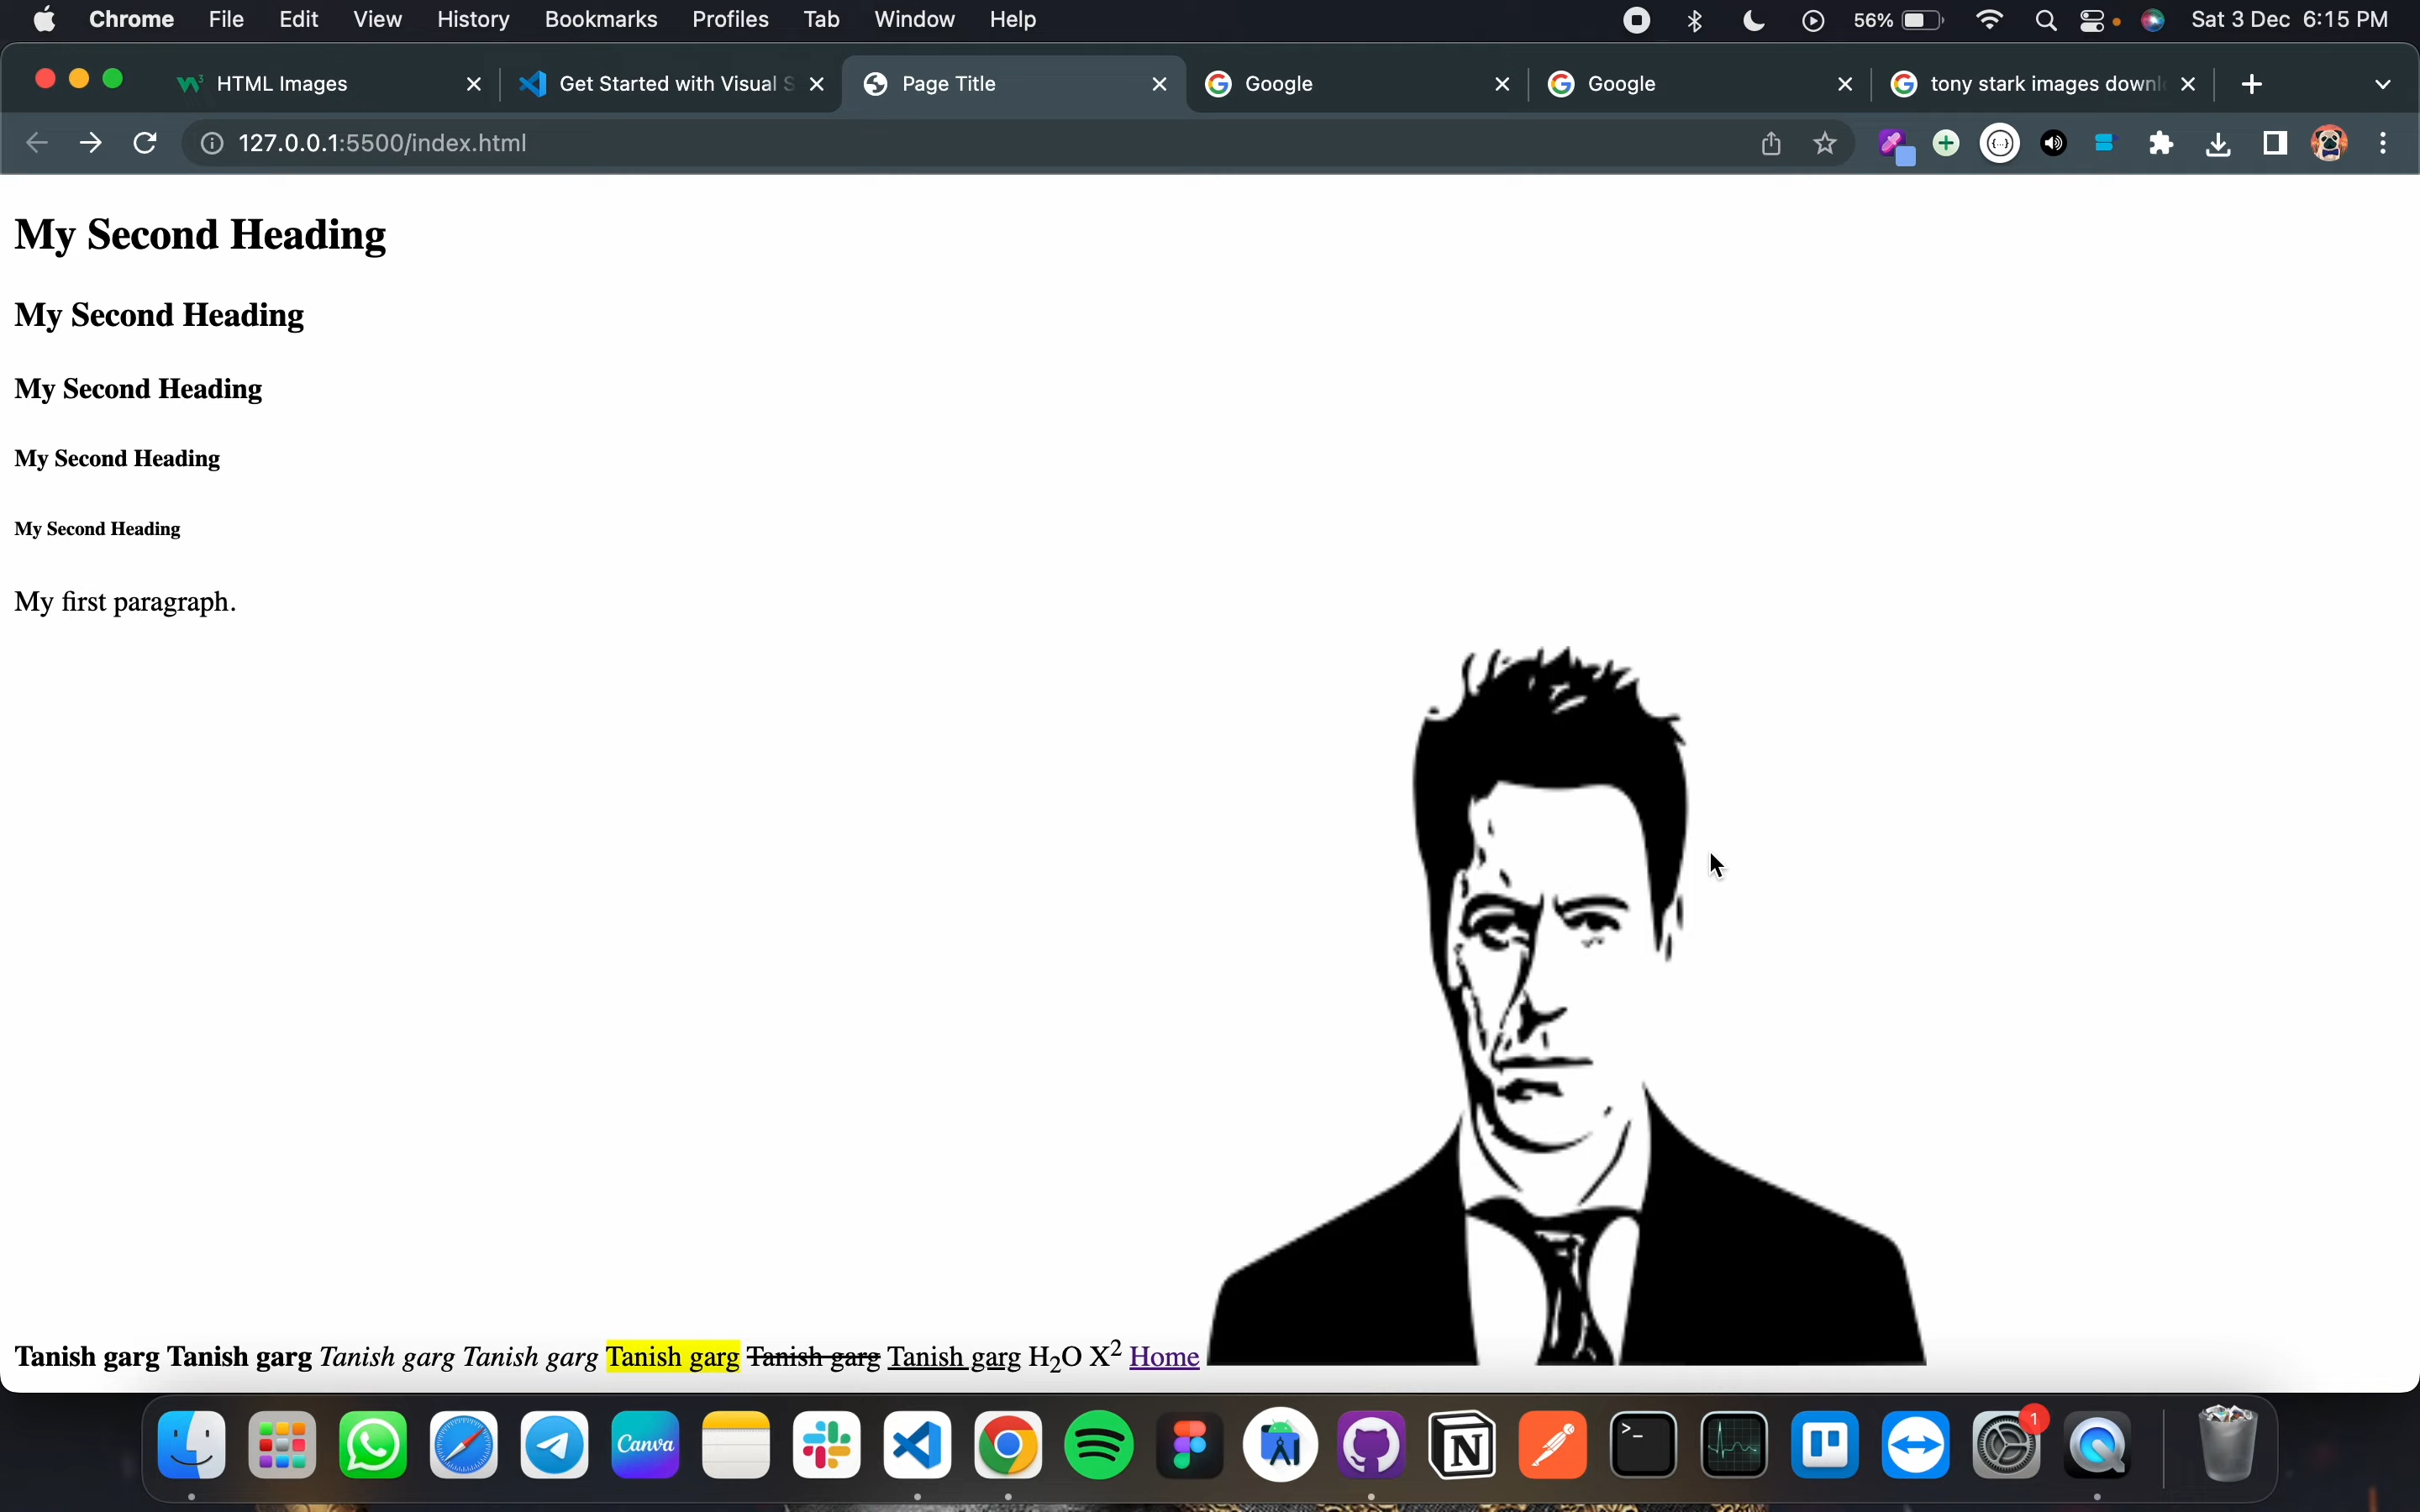 Chrome File Edit View History Bookmarks Profiles Tab Window Help 56% Sat 3 Dec 6:15 PM
HTML Images Get Started with Visual S Page Title Google Google tony stark images downl
127.0.0.1:5500/index.html
My Second Heading
My Second Heading
My Second Heading
My Second Heading
My Second Heading
My first paragraph.
Tanish garg Tanish garg Tanish garg Tanish garg Tanish garg Tanish garg Tanish garg H₂O X² Home
Canva
1